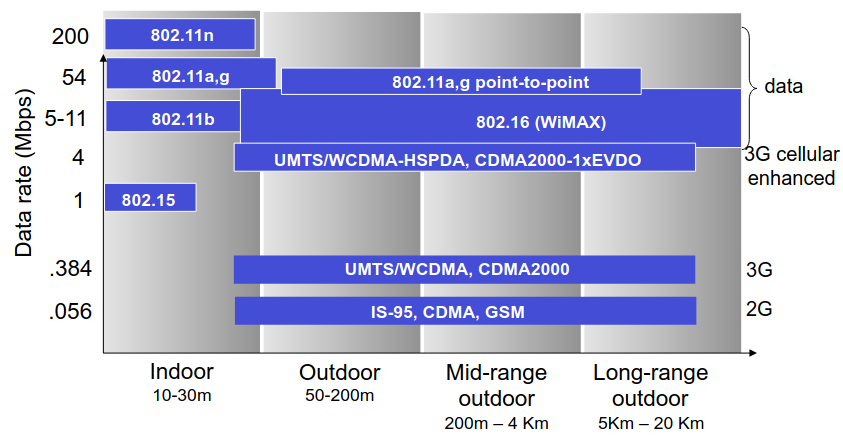 200
802.11n
54
802.11a,g
802.11a,g point-to-point
data
5-11
802.11b
802.16 (WiMAX)
4
UMTS/WCDMA-HSPDA, CDMA2000-1xEVDO
3G cellular
enhanced
1
802.15
.384
UMTS/WCDMA, CDMA2000
3G
.056
IS-95, CDMA, GSM
2G
Data rate (Mbps)
Indoor
10-30m
Outdoor
50-200m
Mid-range
outdoor
200m – 4 Km
Long-range
outdoor
5Km – 20 Km